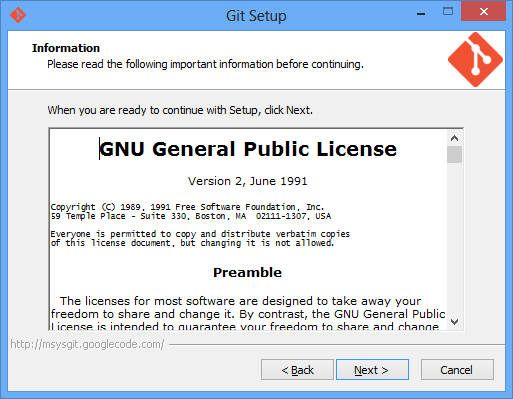 Git Setup
Information
Please read the following important information before continuing.
When you are ready to continue with Setup, click Next.
GNU General Public License
Version 2, June 1991
Copyright (C) 1989, 1991 Free Software Foundation, Inc.
59 Temple Place - Suite 330, Boston, MA  02111-1307, USA
Everyone is permitted to copy and distribute verbatim copies
of this license document, but changing it is not allowed.
Preamble
The licenses for most software are designed to take away your
freedom to share and change it. By contrast, the GNU General Public
License is intended to guarantee your freedom to share and change
http://msysgit.googlecode.com/
< Back
Next >
Cancel